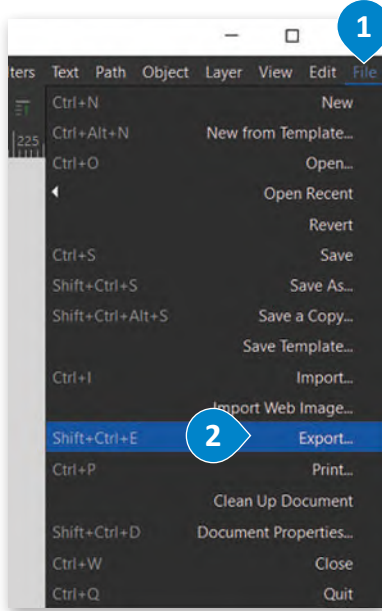 1
ters Text Path Object Layer View Edit File
225
Ctrl+N New
Ctrl+Alt+N New from Template...
Ctrl+O Open...
Open Recent
Revert
Ctrl+S Save
Shift+Ctrl+S Save As...
Shift+Ctrl+Alt+S Save a Copy...
Save Template...
Ctrl+I Import...
Import Web Image...
Shift+Ctrl+E 2 Export...
Ctrl+P Print...
Clean Up Document
Shift+Ctrl+D Document Properties...
Ctrl+W Close
Ctrl+Q Quit